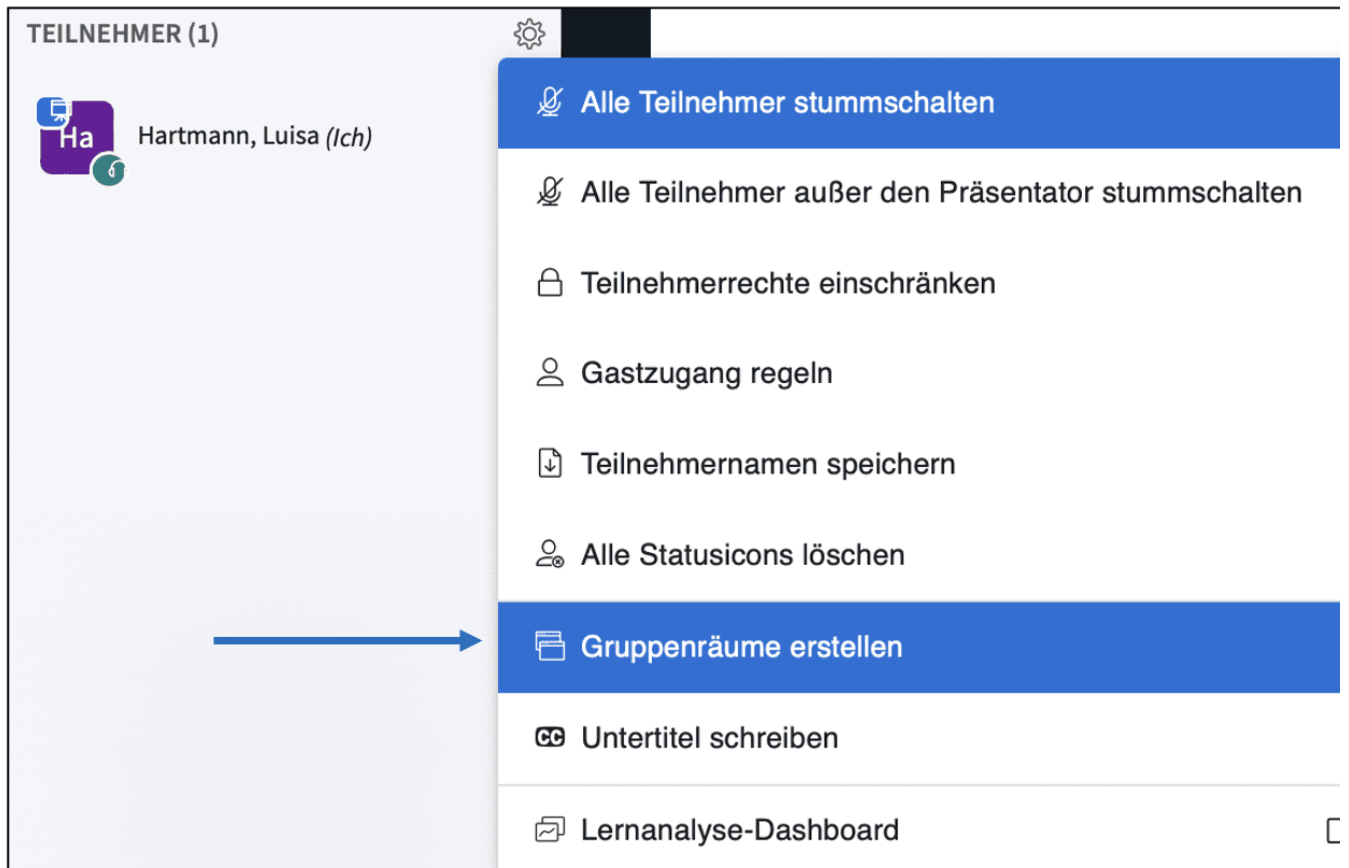 TEILNEHMER (1)
Ha
Hartmann, Luisa (Ich)
Alle Teilnehmer stummschalten
Alle Teilnehmer außer den Präsentator stummschalten
Teilnehmerrechte einschränken
Gastzugang regeln
Teilnehmernamen speichern
Alle Statusicons löschen
Gruppenräume erstellen
CC Untertitel schreiben
Lernanalyse-Dashboard